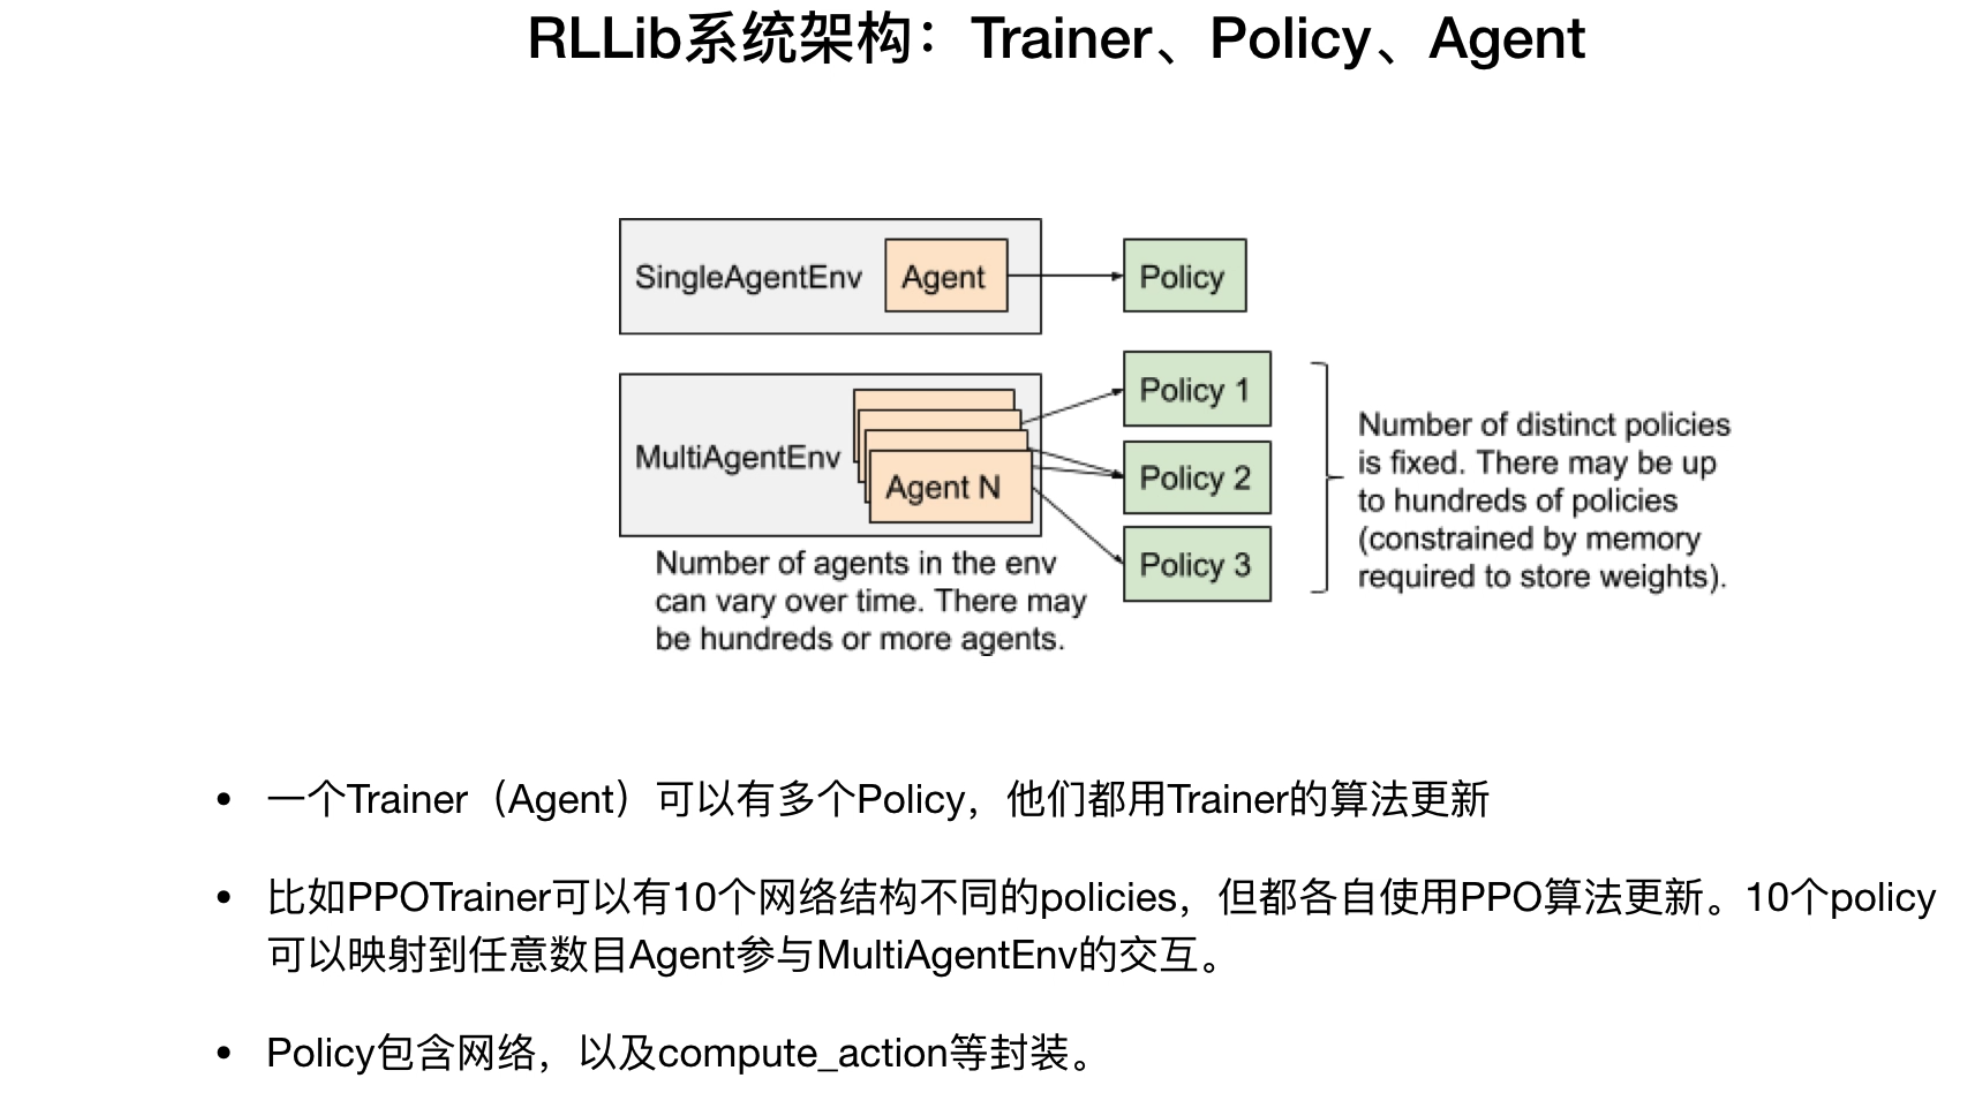 RLLib系统架构：Trainer、Policy、Agent
SingleAgentEnv
Agent
Policy
MultiAgentEnv
Agent N
Policy 1
Policy 2
Policy 3
Number of agents in the env
can vary over time. There may
be hundreds or more agents.
Number of distinct policies
is fixed. There may be up
to hundreds of policies
(constrained by memory
required to store weights).
• 一个Trainer（Agent）可以有多个Policy，他们都用Trainer的算法更新
• 比如PPOTrainer可以有10个网络结构不同的policies，但都各自使用PPO算法更新。10个policy
可以映射到任意数目Agent参与MultiAgentEnv的交互。
• Policy包含网络，以及compute_action等封装。